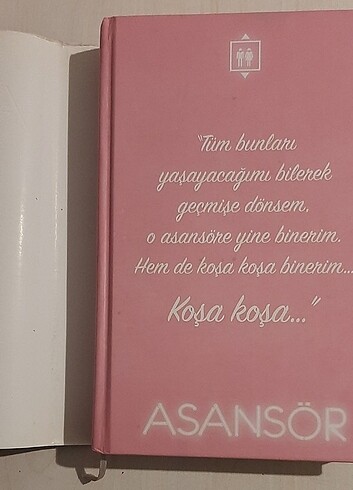 "Tüm bunları
yaşayacağımı bilerek
geçmişe dönsem,
o asansöre yine binerim.
Hem de koşa koşa binerim...
Koşa koşa..."
ASANSÖR